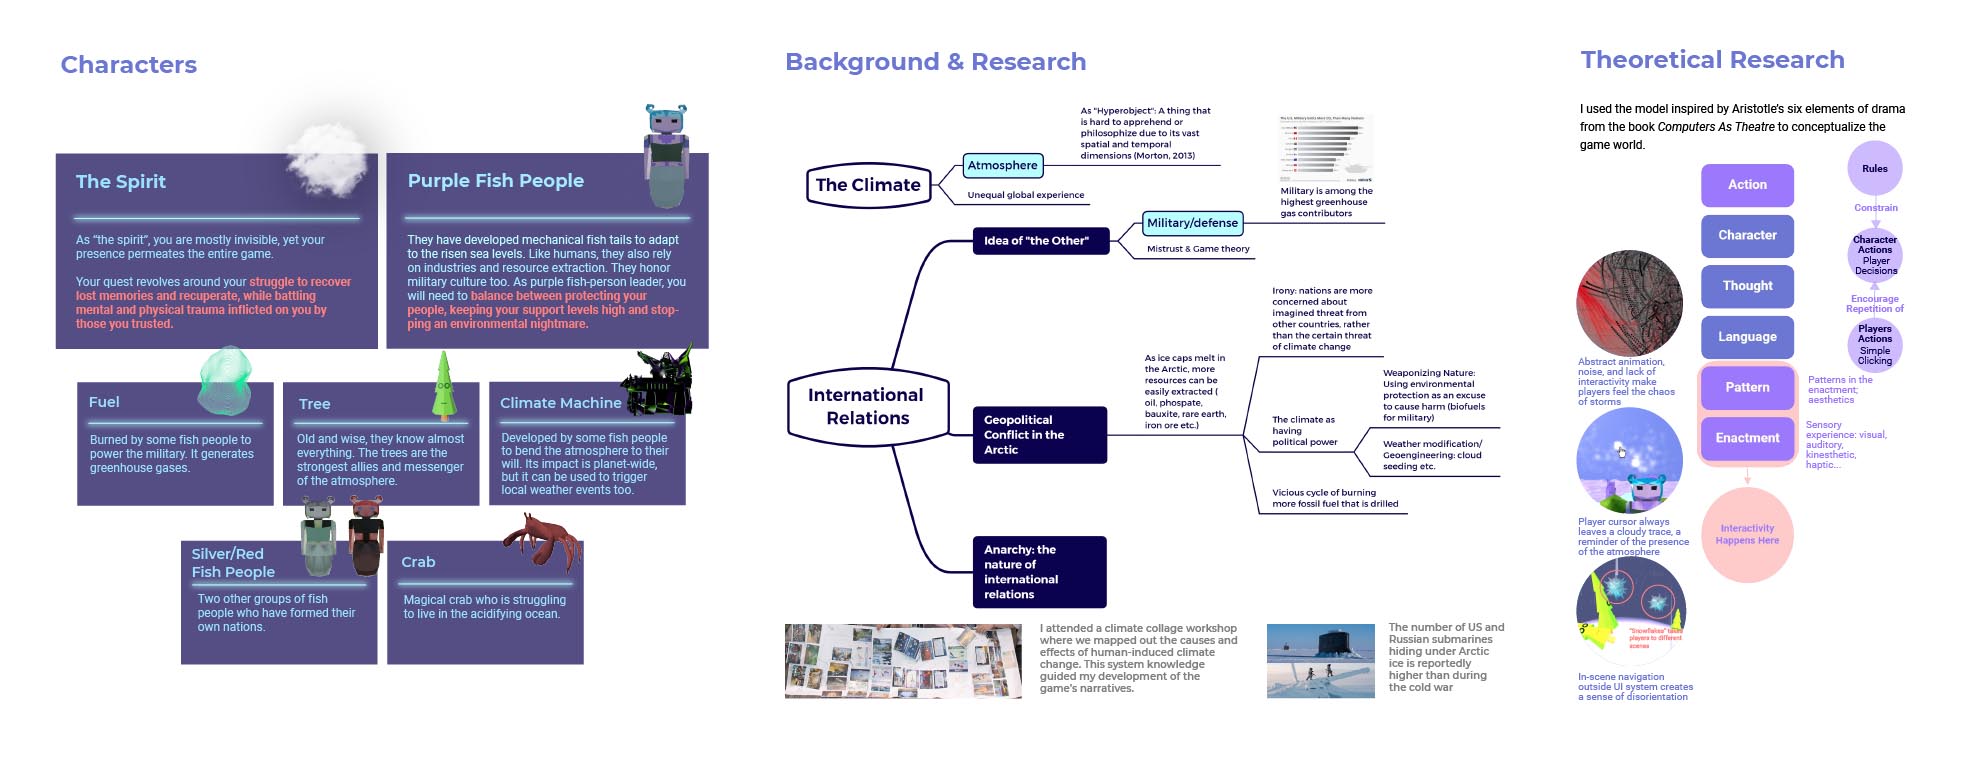 Characters
The Spirit
As “the spirit”, you are mostly invisible, yet your
presence permeates the entire game.
Your quest revolves around your struggle to recover
lost memories and recuperate, while battling
mental and physical trauma inflicted on you by
those you trusted.
Purple Fish People
They have developed mechanical fish tails to adapt
to the risen sea levels. Like humans, they also rely
on industries and resource extraction. They honor
military culture too. As purple fish-person leader, you
will need to balance between protecting your
people, keeping your support levels high and stop-
ping an environmental nightmare.
Fuel
Burned by some fish people to
power the military. It generates
greenhouse gases.
Tree
Old and wise, they know almost
everything. The trees are the
strongest allies and messenger
of the atmosphere.
Climate Machine
Developed by some fish people
to bend the atmosphere to their
will. Its impact is planet-wide,
but it can be used to trigger
local weather events too.
Silver/Red
Fish People
Two other groups of fish
people who have formed their
own nations.
Crab
Magical crab who is struggling
to live in the acidifying ocean.
Background & Research
The Climate
Atmosphere
As "Hyperobject": A thing that
is hard to apprehend or
philosophize due to its vast
spatial and temporal
dimensions (Morton, 2013)
Unequal global experience
International
Relations
Idea of "the Other"
Military/defense
Military is among the
highest greenhouse
gas contributors
Mistrust & Game theory
Geopolitical
Conflict in the
Arctic
As ice caps melt in
the Arctic, more
resources can be
easily extracted (
oil, phospate,
bauxite, rare earth,
iron ore etc.)
Irony: nations are more
concerned about
imagined threat from
other countries, rather
than the certain threat
of climate change
The climate as
having
political power
Weaponizing Nature:
Using environmental
protection as an excuse
to cause harm (biofuels
for military)
Weather modification/
Geoengineering: cloud
seeding etc.
Vicious cycle of burning
more fossil fuel that is drilled
Anarchy: the
nature of
international
relations
I attended a climate collage workshop
where we mapped out the causes and
effects of human-induced climate
change. This system knowledge
guided my development of the
game’s narratives.
The number of US and
Russian submarines
hiding under Arctic
ice is reportedly
higher than during
the cold war
Theoretical Research
I used the model inspired by Aristotle’s six elements of drama
from the book Computers As Theatre to conceptualize the
game world.
Action
Character
Thought
Language
Pattern
Enactment
Interactivity
Happens Here
Rules
Constrain
Character
Actions
Player
Decisions
Encourage
Repetition of
Players
Actions
Simple
Clicking
Patterns in the
enactment;
aesthetics
Sensory
experience: visual,
auditory,
kinesthetic,
haptic...
Abstract animation,
noise, and lack of
interactivity make
players feel the chaos
of storms
Player cursor always
leaves a cloudy trace, a
reminder of the presence
of the atmosphere
"Snowflakes" takes
players to different
scenes
In-scene navigation
outside UI system creates
a sense of disorientation